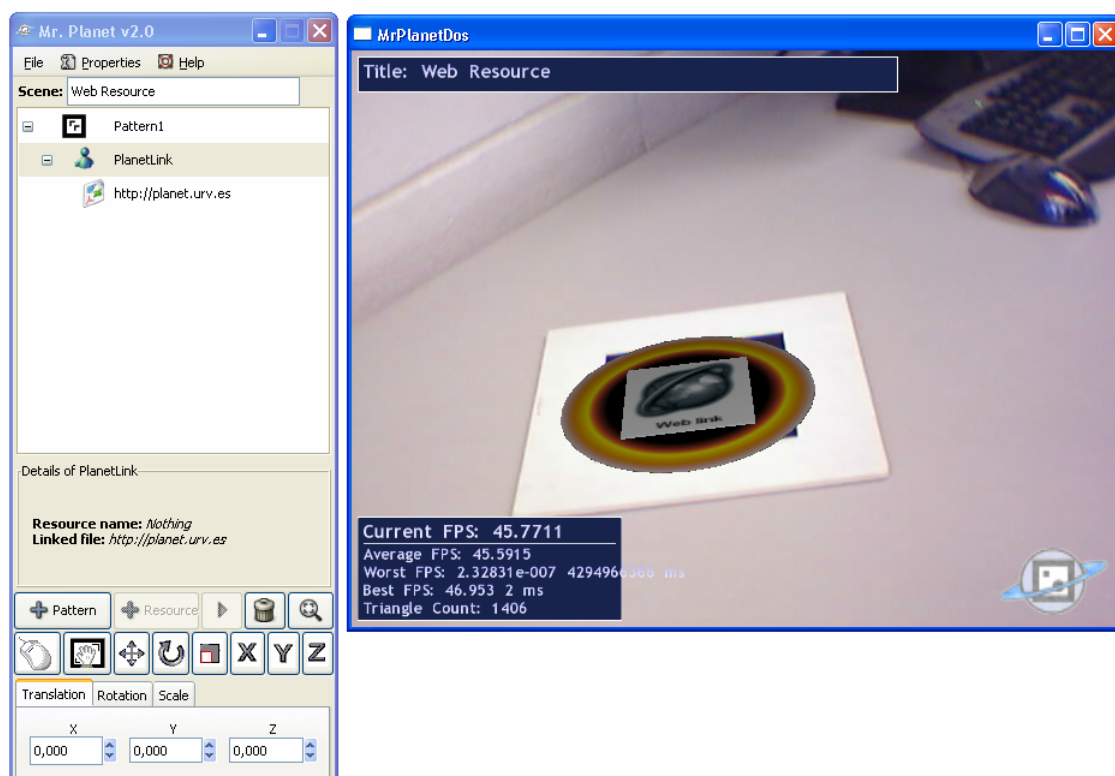 Mr. Planet v2.0
File Properties Help
Scene: Web Resource
Pattern1
PlanetLink
http://planet.urv.es
Details of PlanetLink
Resource name: Nothing
Linked file: http://planet.urv.es
Pattern Resource
X Y Z
Translation Rotation Scale
X Y Z
0,000 0,000 0,000
MrPlanetDos
Title: Web Resource
Web link
Current FPS: 45.7711
Average FPS: 45.5915
Worst FPS: 2.32831e-007 ms
Best FPS: 46.953 2 ms
Triangle Count: 1406